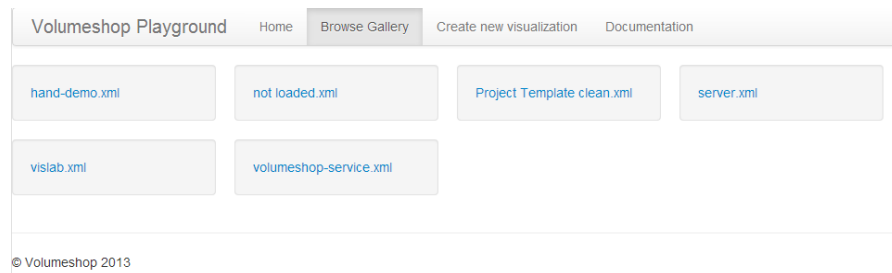 Volumeshop Playground Home Browse Gallery Create new visualization Documentation
hand-demo.xml not loaded.xml Project Template clean.xml server.xml
vislab.xml volumeshop-service.xml
© Volumeshop 2013